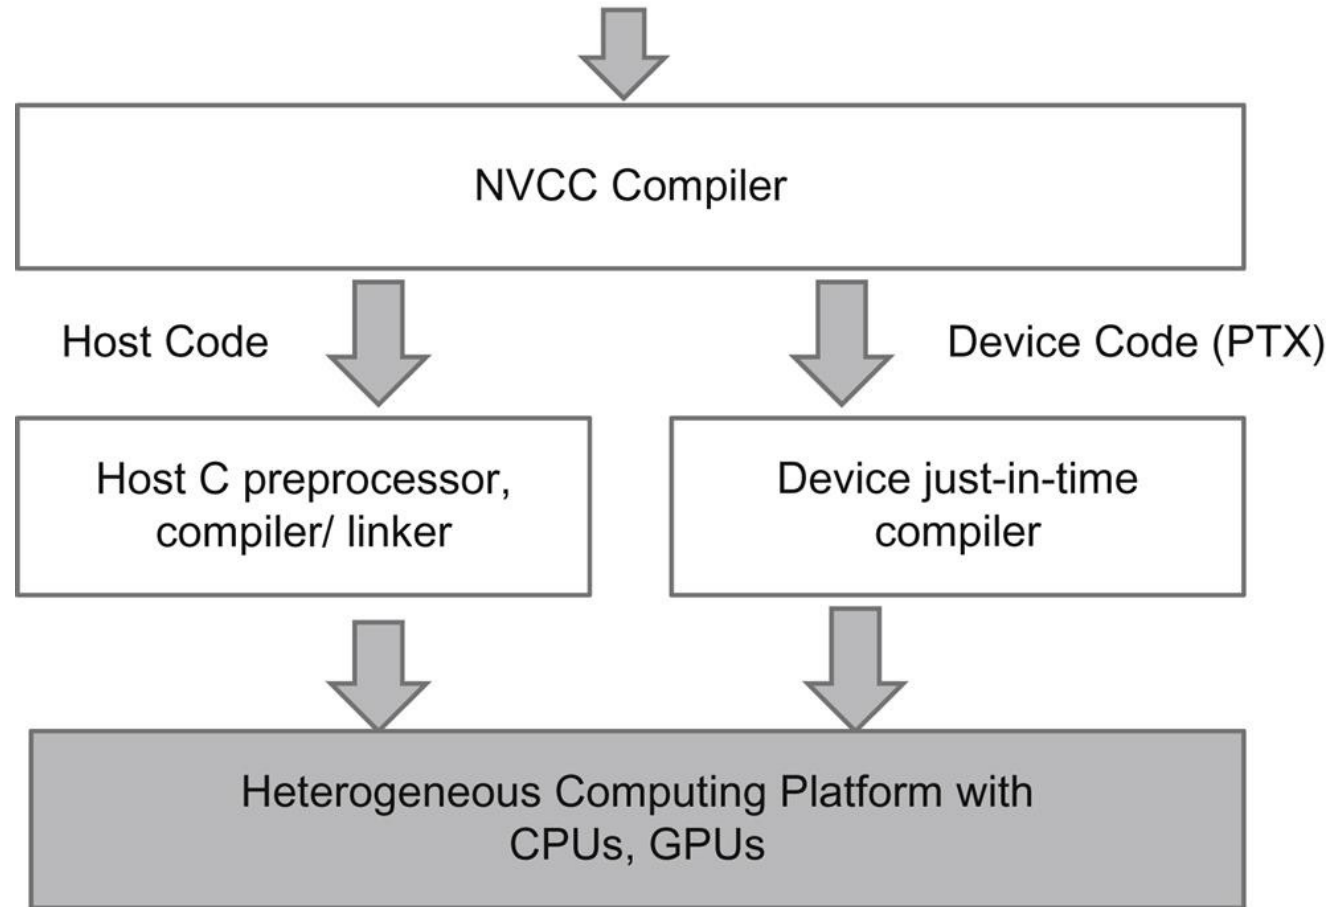 NVCC Compiler
Host Code
Device Code (PTX)
Host C preprocessor,
compiler/ linker
Device just-in-time
compiler
Heterogeneous Computing Platform with
CPUs, GPUs